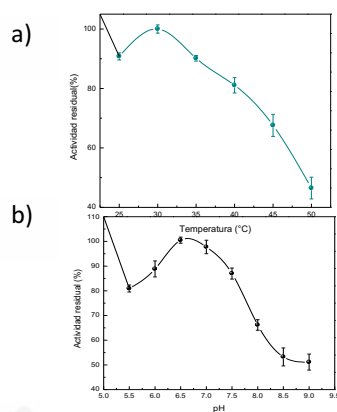 a)
Actividad residual(%)
100
80
60
40
25 30 35 40 45 50
Temperatura (°C)
b)
Actividad residual (%)
110
100
90
80
70
60
50
40
5.0 5.5 6.0 6.5 7.0 7.5 8.0 8.5 9.0 9.5
pH